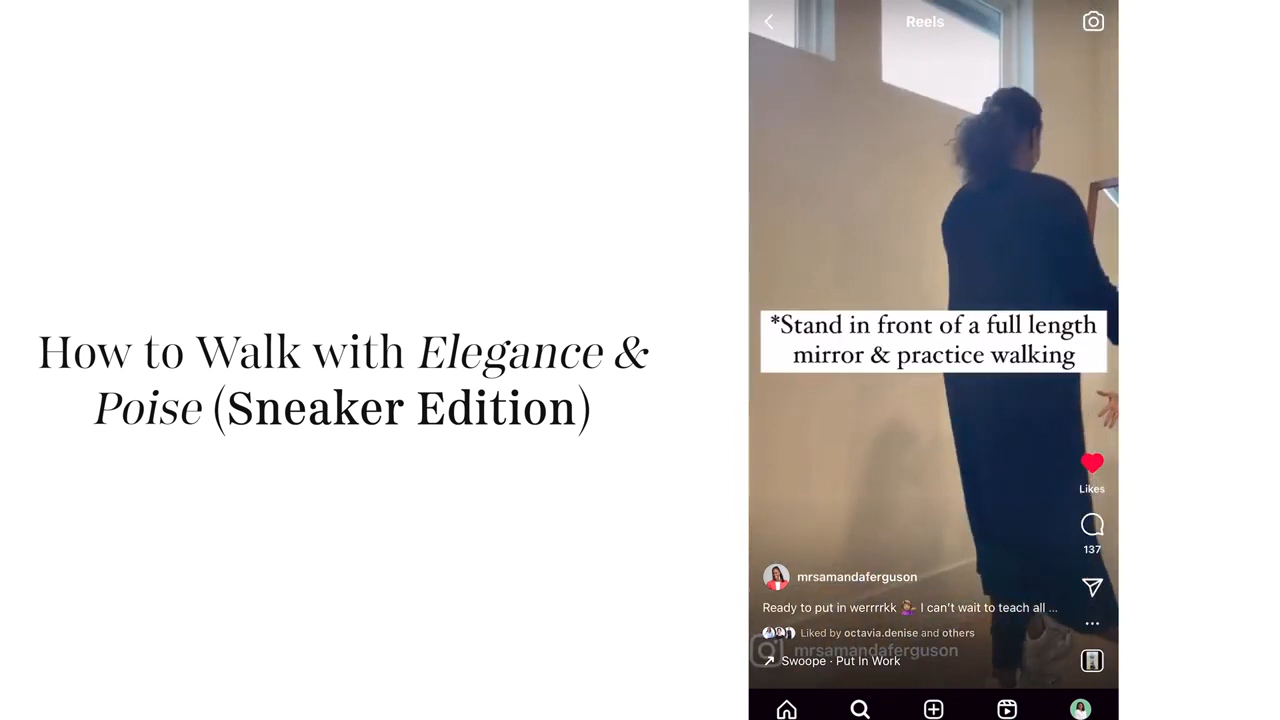 How to Walk with Elegance &
Poise (Sneaker Edition)
Reels
*Stand in front of a full length
mirror & practice walking
Likes
137
mrsamandaferguson
Ready to put in werrrrkk 💁🏾‍♀️ I can't wait to teach all ...
Liked by octavia.denise and others
mrsamandaferguson
Swoope · Put In Work